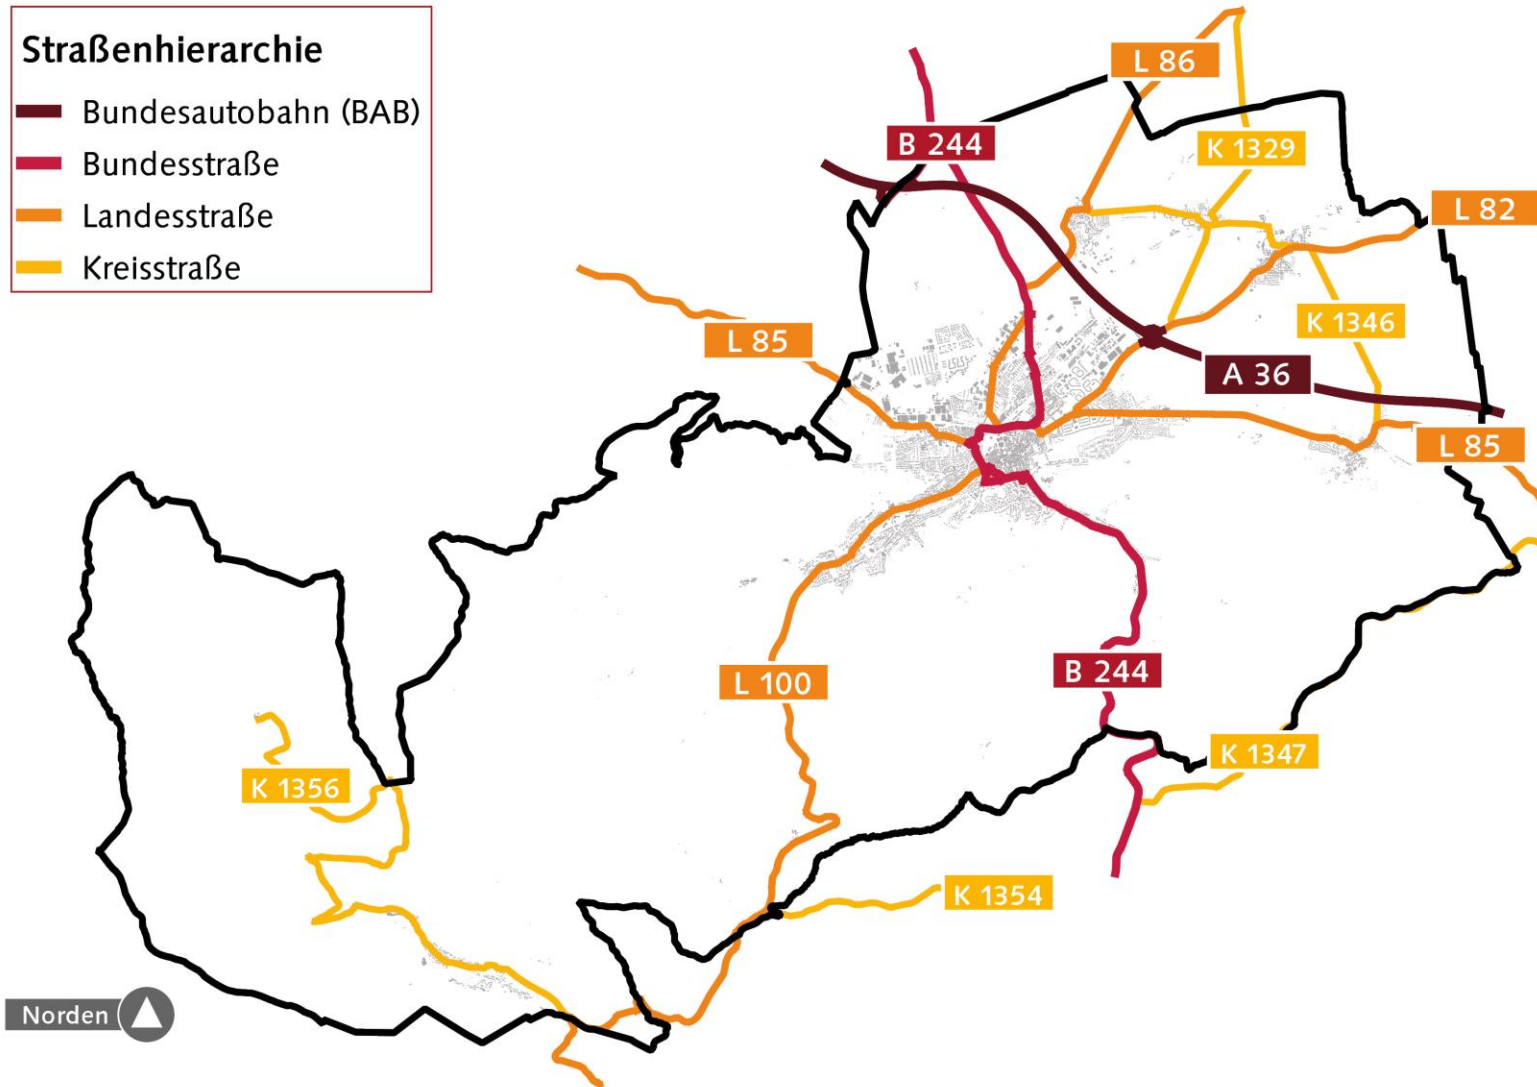 Straßenhierarchie
Bundesautobahn (BAB)
Bundesstraße
Landesstraße
Kreisstraße
L 86
B 244
K 1329
L 82
K 1346
L 85
A 36
L 85
B 244
L 100
K 1347
K 1356
K 1354
Norden